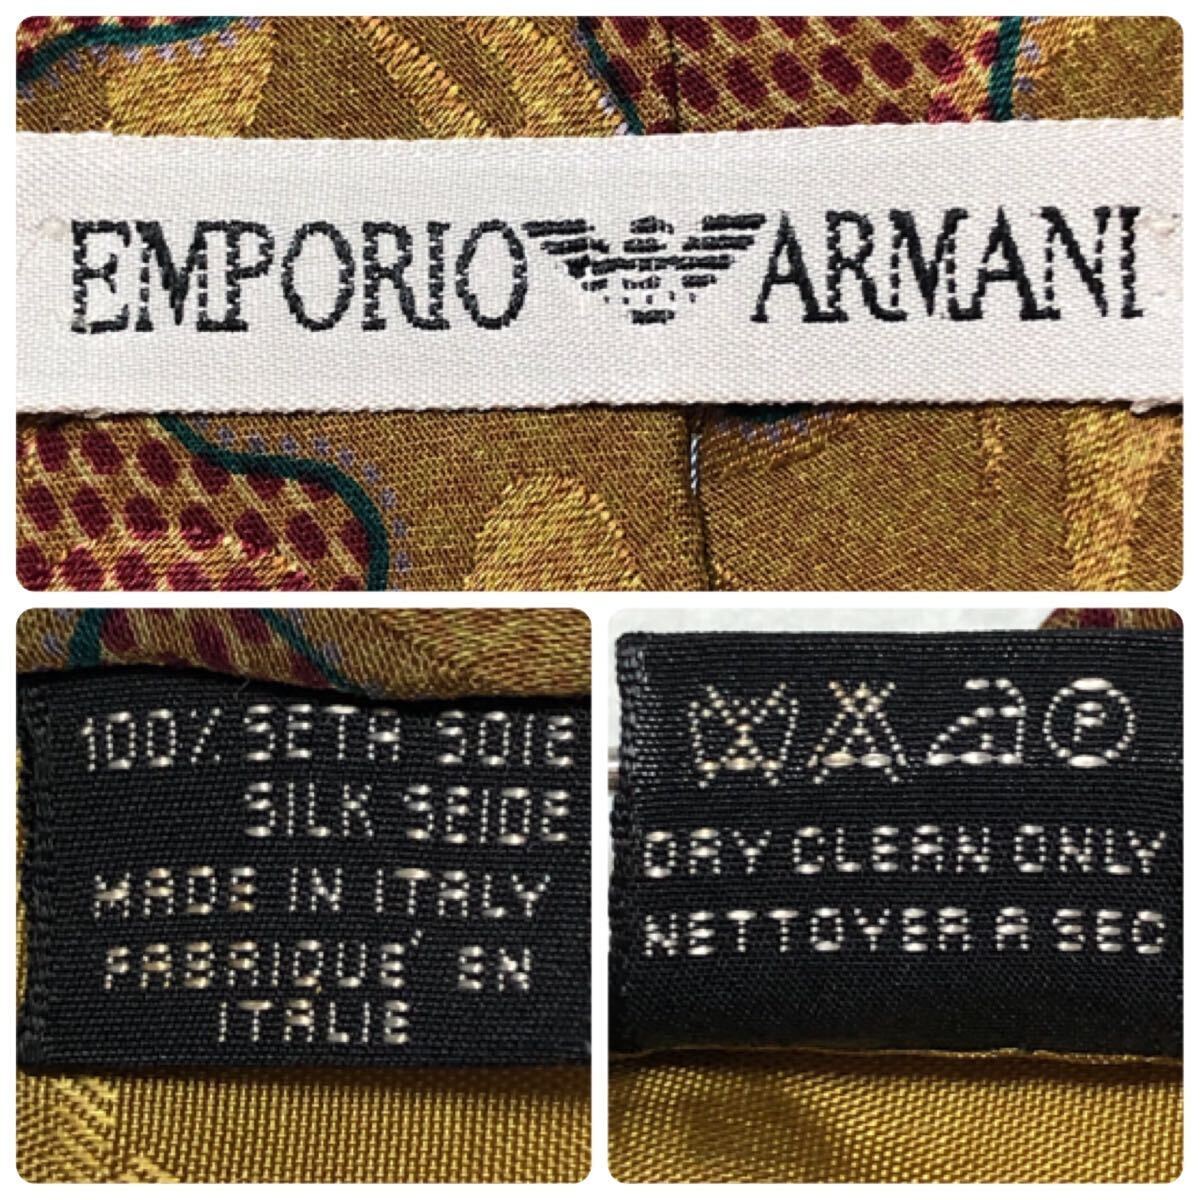 EMPORIO ARMANI
100% SETA SOIE
SILK SEIDE
MADE IN ITALY
FABRIQUE' EN
ITALIE
P
DRY CLEAN ONLY
NETTOYER A SEC